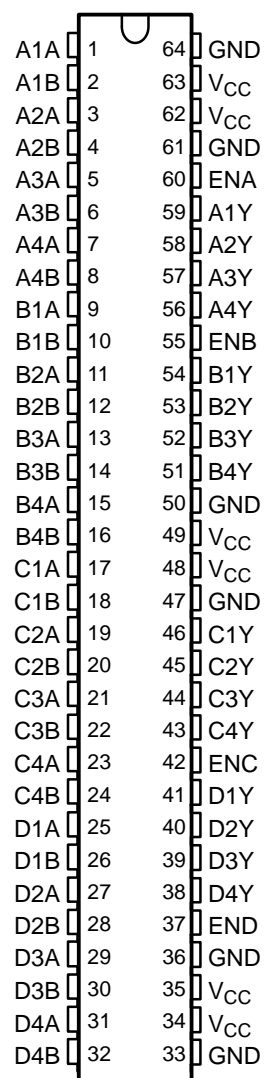 A1A 1 64 GND
A1B 2 63 VCC
A2A 3 62 VCC
A2B 4 61 GND
A3A 5 60 ENA
A3B 6 59 A1Y
A4A 7 58 A2Y
A4B 8 57 A3Y
B1A 9 56 A4Y
B1B 10 55 ENB
B2A 11 54 B1Y
B2B 12 53 B2Y
B3A 13 52 B3Y
B3B 14 51 B4Y
B4A 15 50 GND
B4B 16 49 VCC
C1A 17 48 VCC
C1B 18 47 GND
C2A 19 46 C1Y
C2B 20 45 C2Y
C3A 21 44 C3Y
C3B 22 43 C4Y
C4A 23 42 ENC
C4B 24 41 D1Y
D1A 25 40 D2Y
D1B 26 39 D3Y
D2A 27 38 D4Y
D2B 28 37 END
D3A 29 36 GND
D3B 30 35 VCC
D4A 31 34 VCC
D4B 32 33 GND